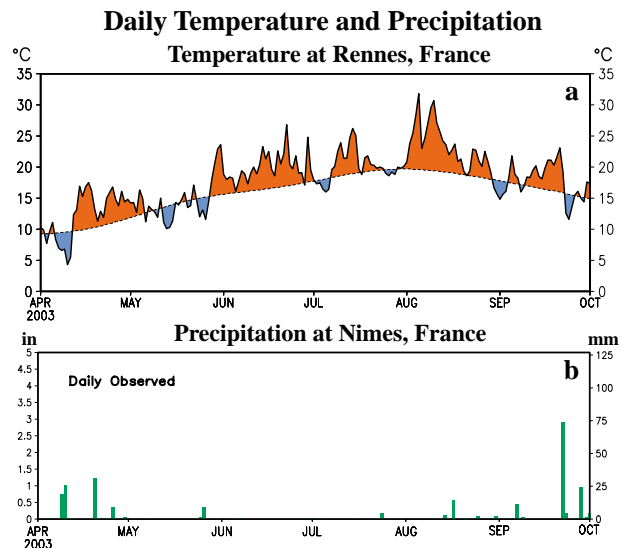 Daily Temperature and Precipitation
Temperature at Rennes, France
°C °C
a
35 35
30 30
25 25
20 20
15 15
10 10
5 5
0 0
APR MAY JUN JUL AUG SEP OCT
2003
Precipitation at Nimes, France
in mm
b
Daily Observed
5
4.5
4
3.5
3
2.5
2
1.5
1
0.5
0
125
100
75
50
25
0
APR MAY JUN JUL AUG SEP OCT
2003